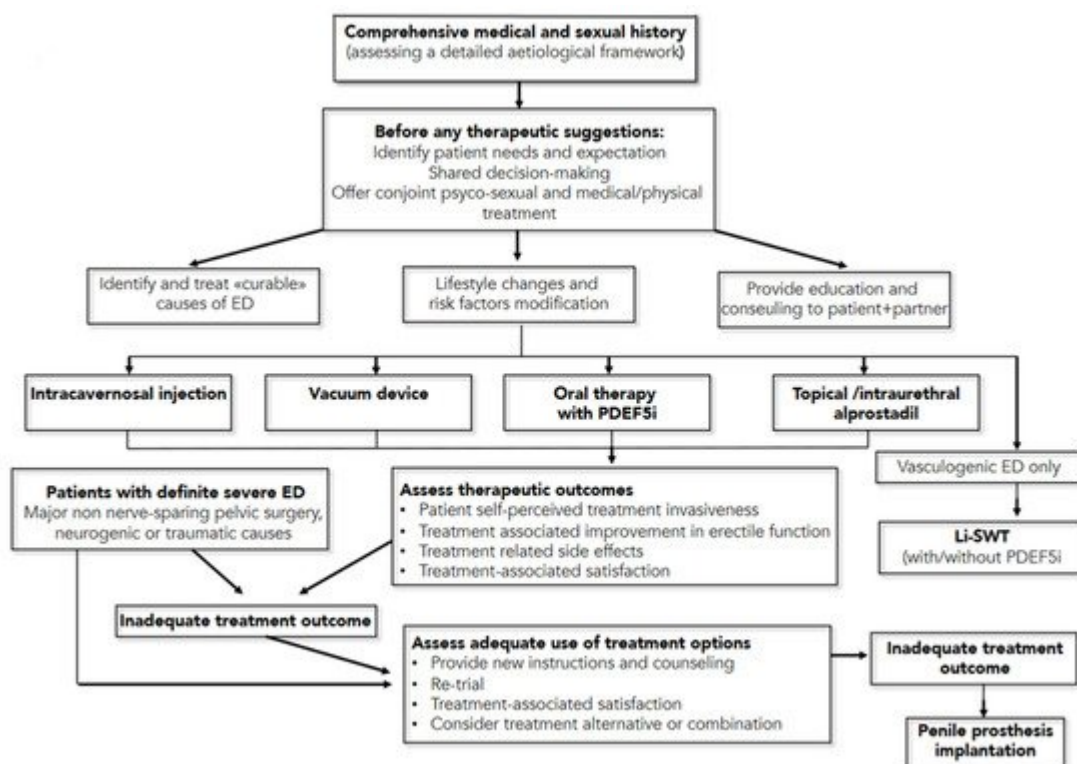 Comprehensive medical and sexual history
(assessing a detailed aetiological framework)
Before any therapeutic suggestions:
Identify patient needs and expectation
Shared decision-making
Offer conjoint psyco-sexual and medical/physical
treatment
Identify and treat «curable»
causes of ED
Lifestyle changes and
risk factors modification
Provide education and
conseuling to patient+partner
Intracavernosal injection
Vacuum device
Oral therapy
with PDEF5i
Topical /intraurethral
alprostadil
Vasculogenic ED only
Li-SWT
(with/without PDEF5i
Patients with definite severe ED
Major non nerve-sparing pelvic surgery,
neurogenic or traumatic causes
Assess therapeutic outcomes
• Patient self-perceived treatment invasiveness
• Treatment associated improvement in erectile function
• Treatment related side effects
• Treatment-associated satisfaction
Inadequate treatment outcome
Assess adequate use of treatment options
• Provide new instructions and counseling
• Re-trial
• Treatment-associated satisfaction
• Consider treatment alternative or combination
Inadequate treatment
outcome
Penile prosthesis
implantation